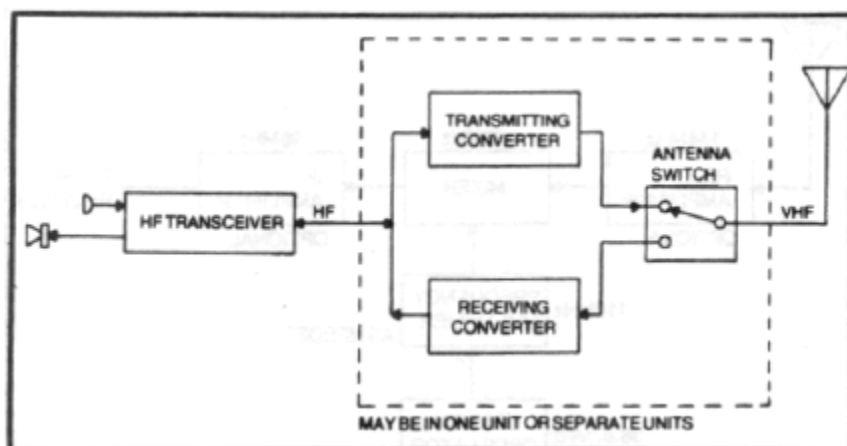 TRANSMITTING
CONVERTER
ANTENNA
SWITCH
HF TRANSCEIVER
HF
VHF
RECEIVING
CONVERTER
MAY BE IN ONE UNIT OR SEPARATE UNITS